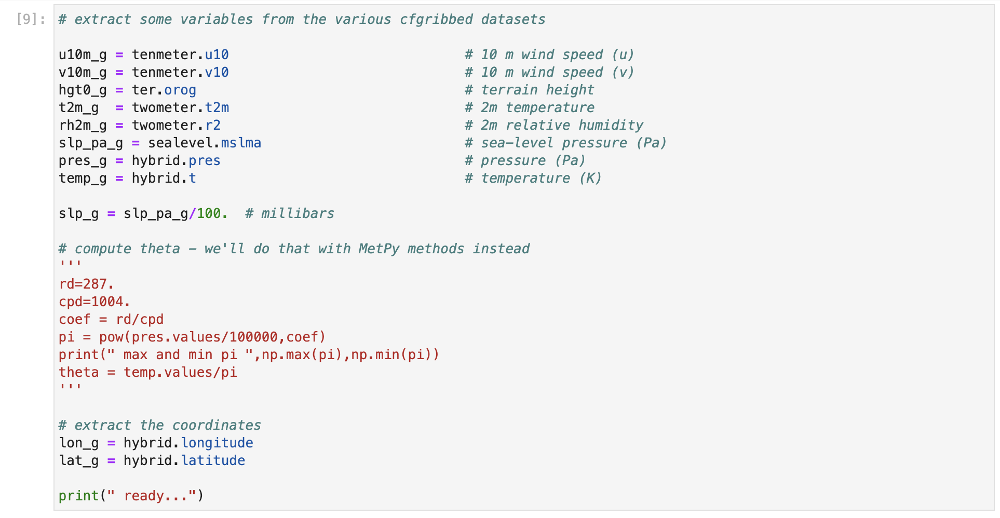 [9]:
# extract some variables from the various cfgribbed datasets
u10m_g = tenmeter.u10 # 10 m wind speed (u)
v10m_g = tenmeter.v10 # 10 m wind speed (v)
hgt0_g = ter.orog # terrain height
t2m_g  = twometer.t2m # 2m temperature
rh2m_g = twometer.r2 # 2m relative humidity
slp_pa_g = sealevel.mslma # sea-level pressure (Pa)
pres_g = hybrid.pres # pressure (Pa)
temp_g = hybrid.t # temperature (K)
slp_g = slp_pa_g/100.  # millibars
# compute theta – we'll do that with MetPy methods instead
'''
rd=287.
cpd=1004.
coef = rd/cpd
pi = pow(pres.values/100000,coef)
print(" max and min pi ",np.max(pi),np.min(pi))
theta = temp.values/pi
'''
# extract the coordinates
lon_g = hybrid.longitude
lat_g = hybrid.latitude
print(" ready...")